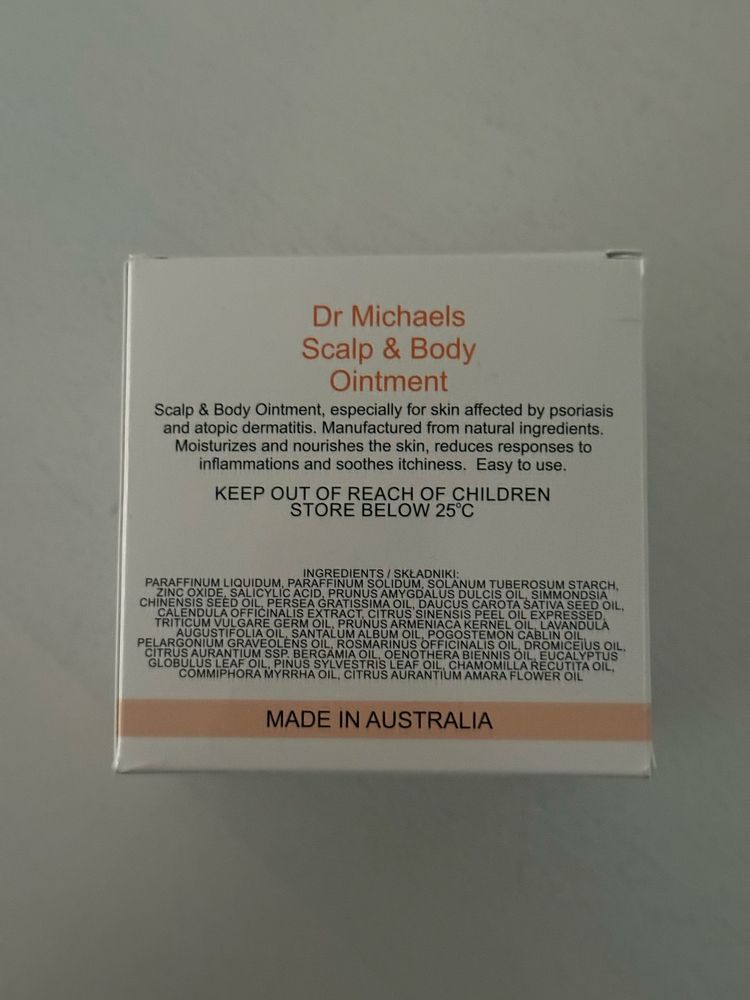 Dr Michaels
Scalp & Body
Ointment
Scalp & Body Ointment, especially for skin affected by psoriasis
and atopic dermatitis. Manufactured from natural ingredients.
Moisturizes and nourishes the skin, reduces responses to
inflammations and soothes itchiness. Easy to use.
KEEP OUT OF REACH OF CHILDREN
STORE BELOW 25°C
INGREDIENTS / SKŁADNIKI:
PARAFFINUM LIQUIDUM, PARAFFINUM SOLIDUM, SOLANUM TUBEROSUM STARCH,
ZINC OXIDE, SALICYLIC ACID, PRUNUS AMYGDALUS DULCIS OIL, SIMMONDSIA
CHINENSIS SEED OIL, PERSEA GRATISSIMA OIL, DAUCUS CAROTA SATIVA SEED OIL,
CALENDULA OFFICINALIS EXTRACT, CITRUS SINENSIS PEEL OIL EXPRESSED,
TRITICUM VULGARE GERM OIL, PRUNUS ARMENIACA KERNEL OIL, LAVANDULA
AUGUSTIFOLIA OIL, SANTALUM ALBUM OIL, POGOSTEMON CABLIN OIL,
PELARGONIUM GRAVEOLENS OIL, ROSMARINUS OFFICINALIS OIL, DROMICEIUS OIL,
CITRUS AURANTIUM SSP. BERGAMIA OIL, OENOTHERA BIENNIS OIL, EUCALYPTUS
GLOBULUS LEAF OIL, PINUS SYLVESTRIS LEAF OIL, CHAMOMILLA RECUTITA OIL,
COMMIPHORA MYRRHA OIL, CITRUS AURANTIUM AMARA FLOWER OIL
MADE IN AUSTRALIA